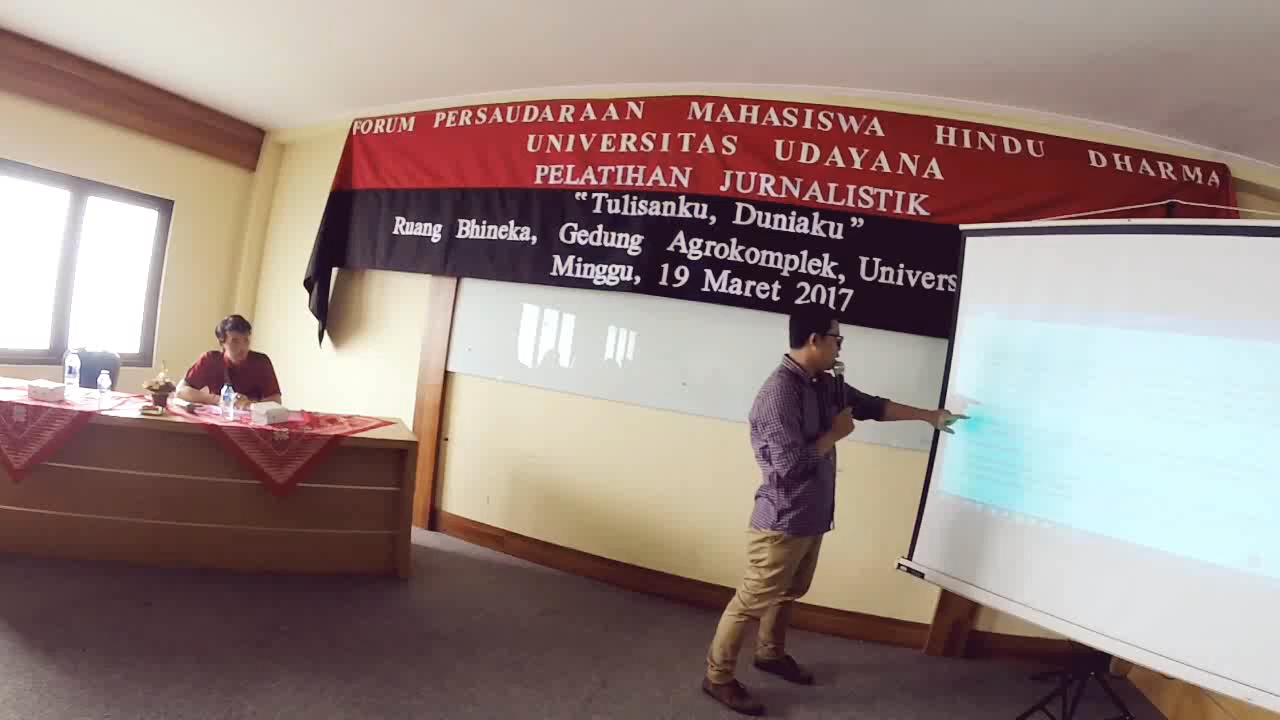 FORUM PERSAUDARAAN MAHASISWA HINDU DHARMA
UNIVERSITAS UDAYANA
PELATIHAN JURNALISTIK
“Tulisanku, Duniaku”
Ruang Bhineka, Gedung Agrokomplek, Univers
Minggu, 19 Maret 2017